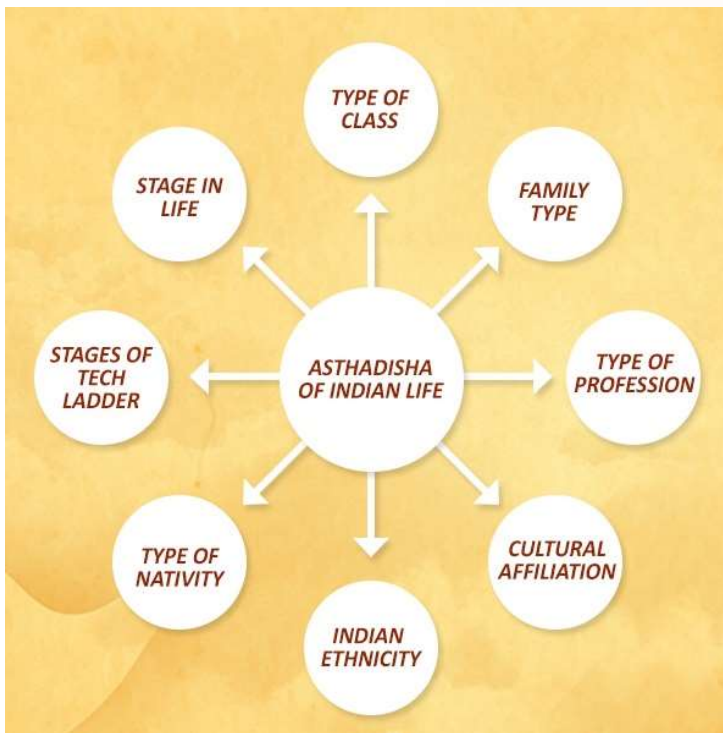 TYPE OF
CLASS
STAGE IN
LIFE
FAMILY
TYPE
STAGES OF
TECH
LADDER
ASTHADISHA
OF INDIAN LIFE
TYPE OF
PROFESSION
TYPE OF
NATIVITY
CULTURAL
AFFILIATION
INDIAN
ETHNICITY